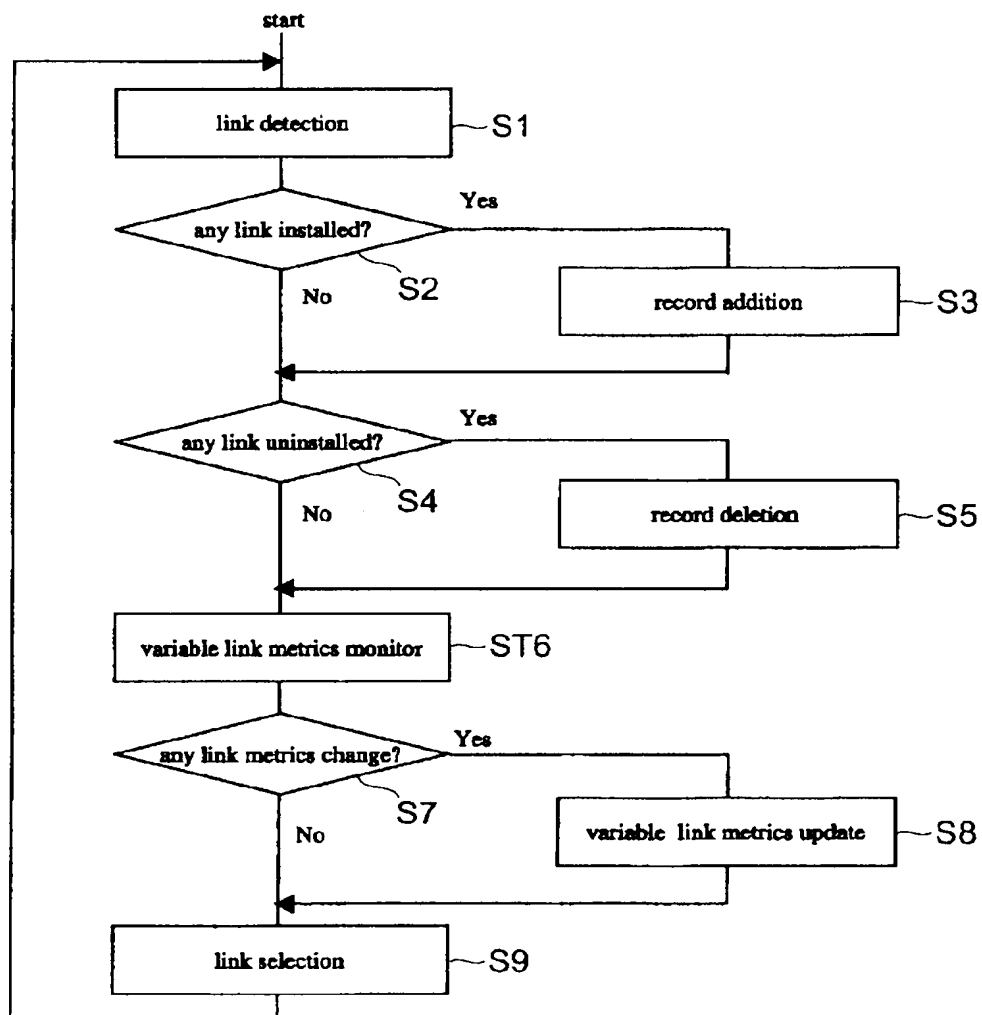 start
link detection
S1
any link installed?
Yes
S2
No
record addition
S3
any link uninstalled?
Yes
S4
No
record deletion
S5
variable link metrics monitor
ST6
any link metrics change?
Yes
S7
No
variable link metrics update
S8
link selection
S9